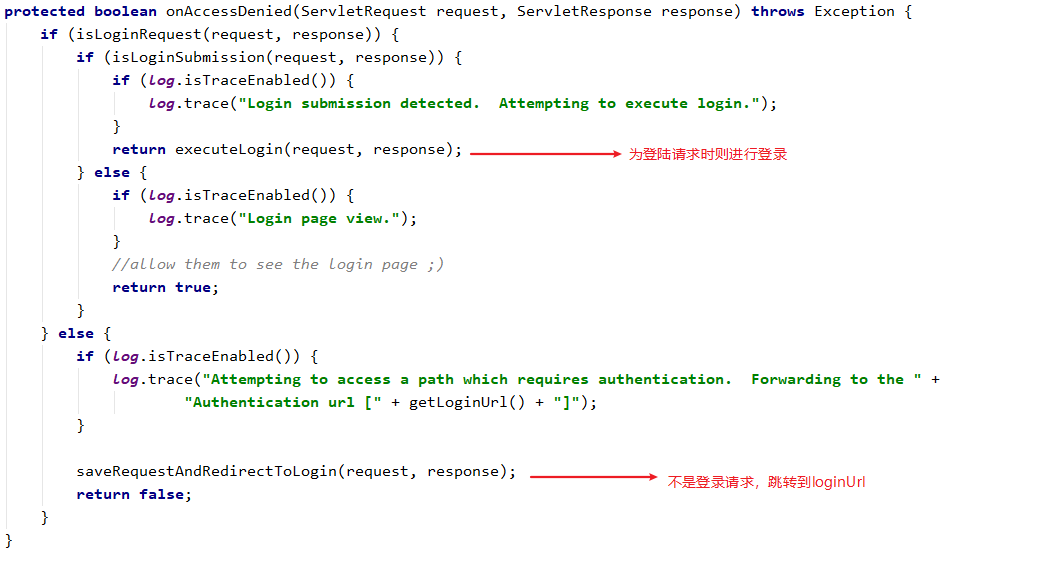 protected boolean onAccessDenied(ServletRequest request, ServletResponse response) throws Exception {
    if (isLoginRequest(request, response)) {
        if (isLoginSubmission(request, response)) {
            if (log.isTraceEnabled()) {
                log.trace("Login submission detected.  Attempting to execute login.");
            }
            return executeLogin(request, response); 为登陆请求时则进行登录
        } else {
            if (log.isTraceEnabled()) {
                log.trace("Login page view.");
            }
            //allow them to see the login page ;)
            return true;
        }
    } else {
        if (log.isTraceEnabled()) {
            log.trace("Attempting to access a path which requires authentication.  Forwarding to the " +
                    "Authentication url [" + getLoginUrl() + "]");
        }
        saveRequestAndRedirectToLogin(request, response); 不是登录请求，跳转到loginUrl
        return false;
    }
}